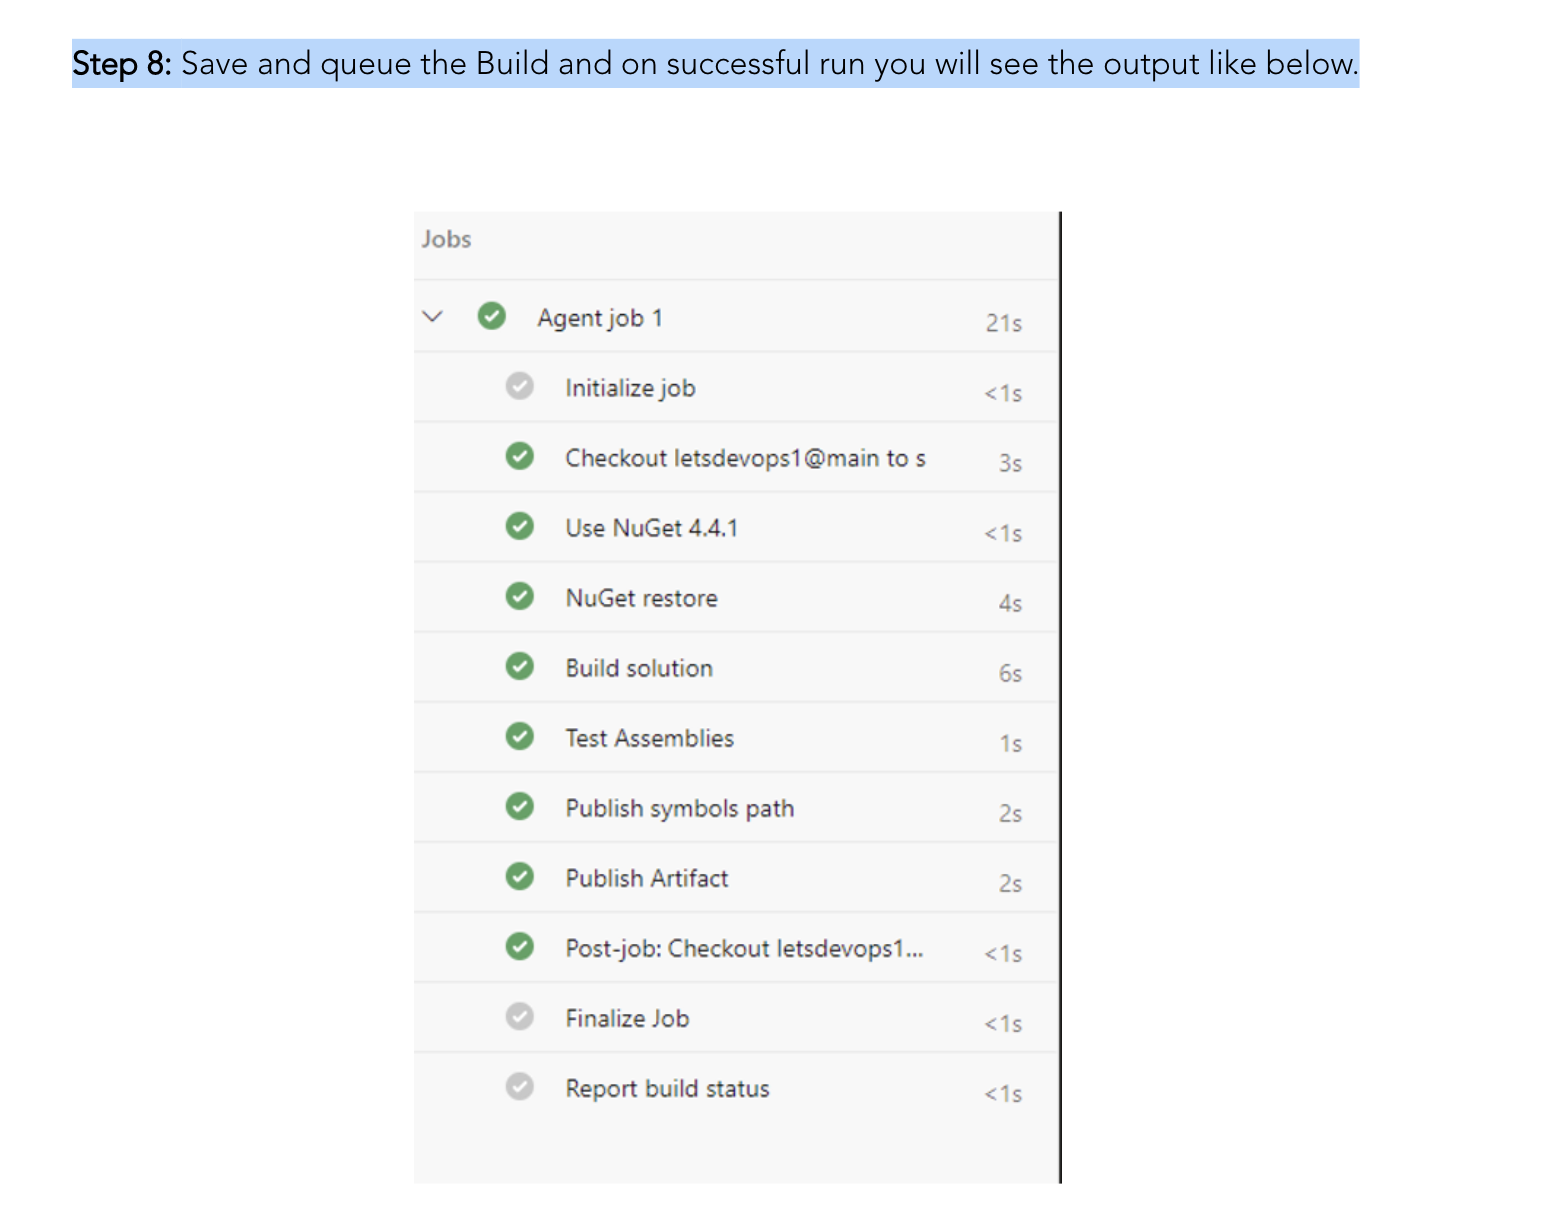 Step 8: Save and queue the Build and on successful run you will see the output like below.
Jobs
Agent job 1 21s
Initialize job <1s
Checkout letsdevops1@main to s 3s
Use NuGet 4.4.1 <1s
NuGet restore 4s
Build solution 6s
Test Assemblies 1s
Publish symbols path 2s
Publish Artifact 2s
Post-job: Checkout letsdevops1... <1s
Finalize Job <1s
Report build status <1s